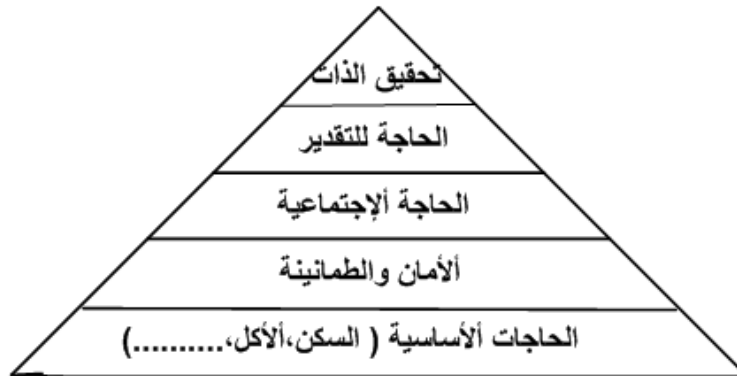 تحقيق الذات
الحاجة للتقدير
الحاجة ألإجتماعية
ألأمان والطمانينة
الحاجات ألأساسية ( السكن،ألأكل،..........)